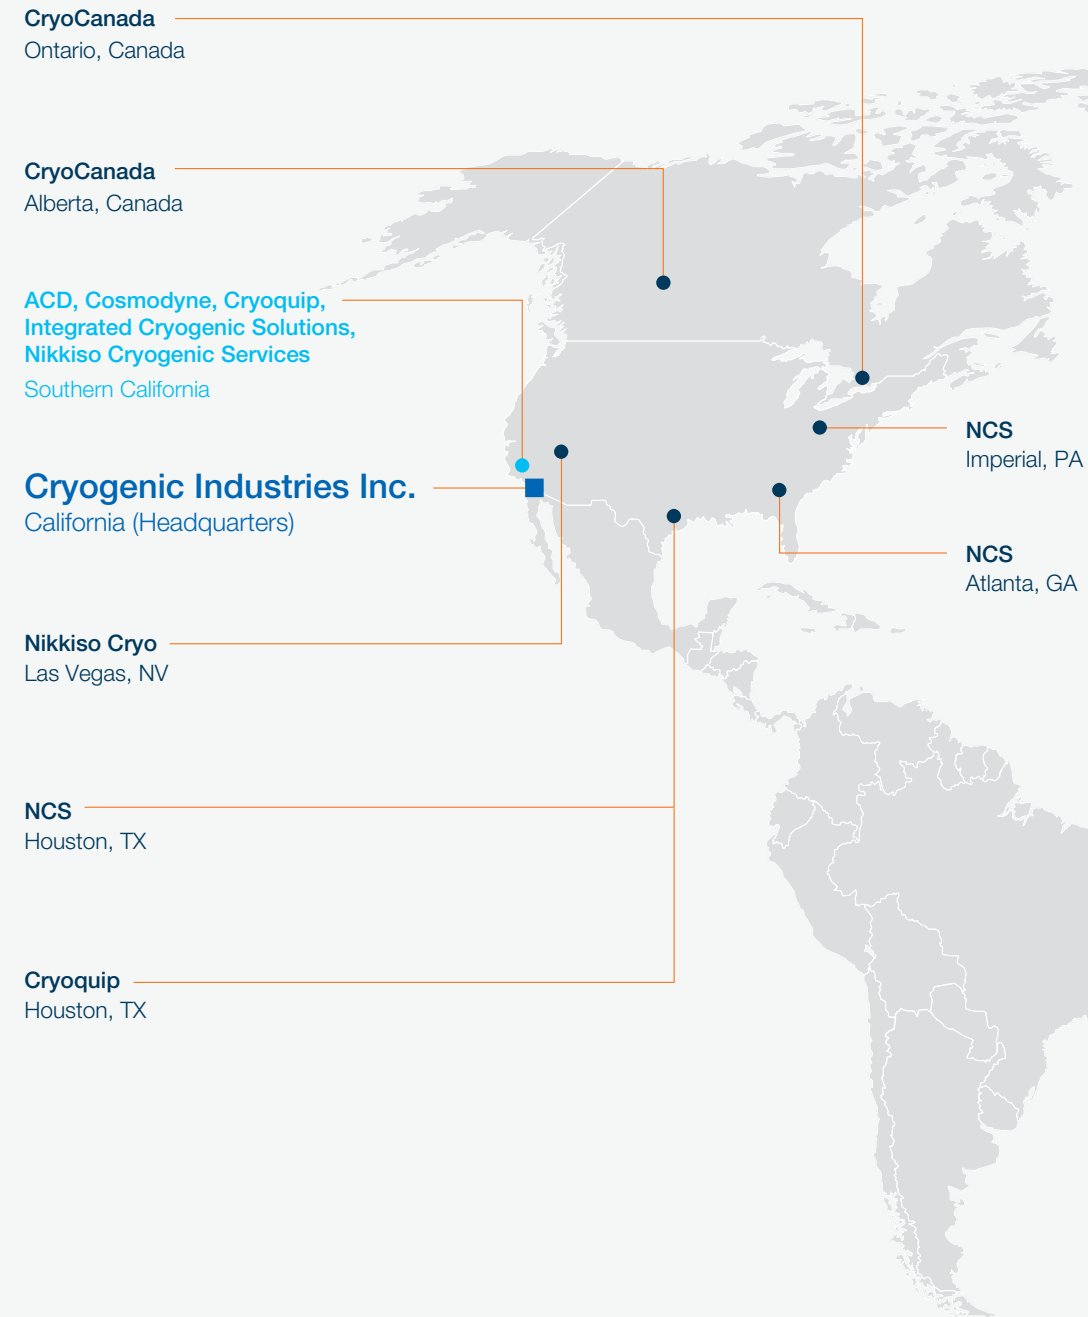 CryoCanada
Ontario, Canada
CryoCanada
Alberta, Canada
ACD, Cosmodyne, Cryoquip,
Integrated Cryogenic Solutions,
Nikkiso Cryogenic Services
Southern California
Cryogenic Industries Inc.
California (Headquarters)
NCS
Imperial, PA
NCS
Atlanta, GA
Nikkiso Cryo
Las Vegas, NV
NCS
Houston, TX
Cryoquip
Houston, TX